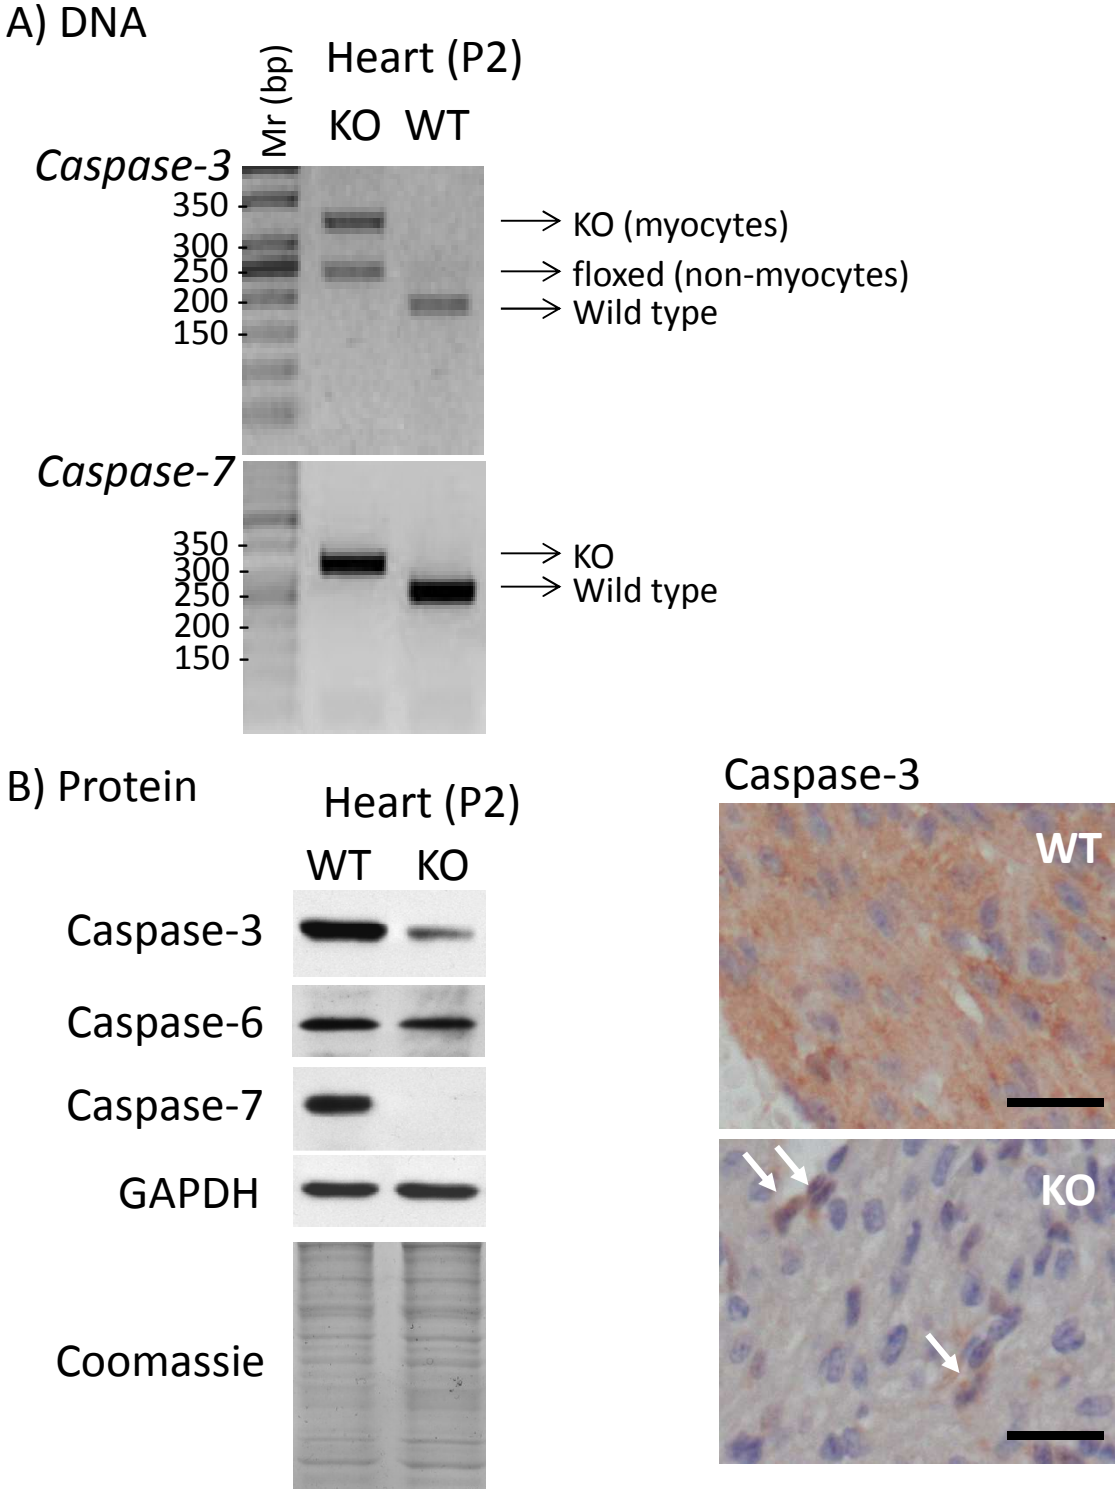 A) DNA
Mr (bp)
Heart (P2)
KO WT
Caspase-3
350 -
300 -
250 -
200 -
150 -
KO (myocytes)
floxed (non-myocytes)
Wild type
Caspase-7
350 -
300 -
250 -
200 -
150 -
KO
Wild type
B) Protein
Heart (P2)
WT KO
Caspase-3
Caspase-6
Caspase-7
GAPDH
Coomassie
Caspase-3
WT
KO